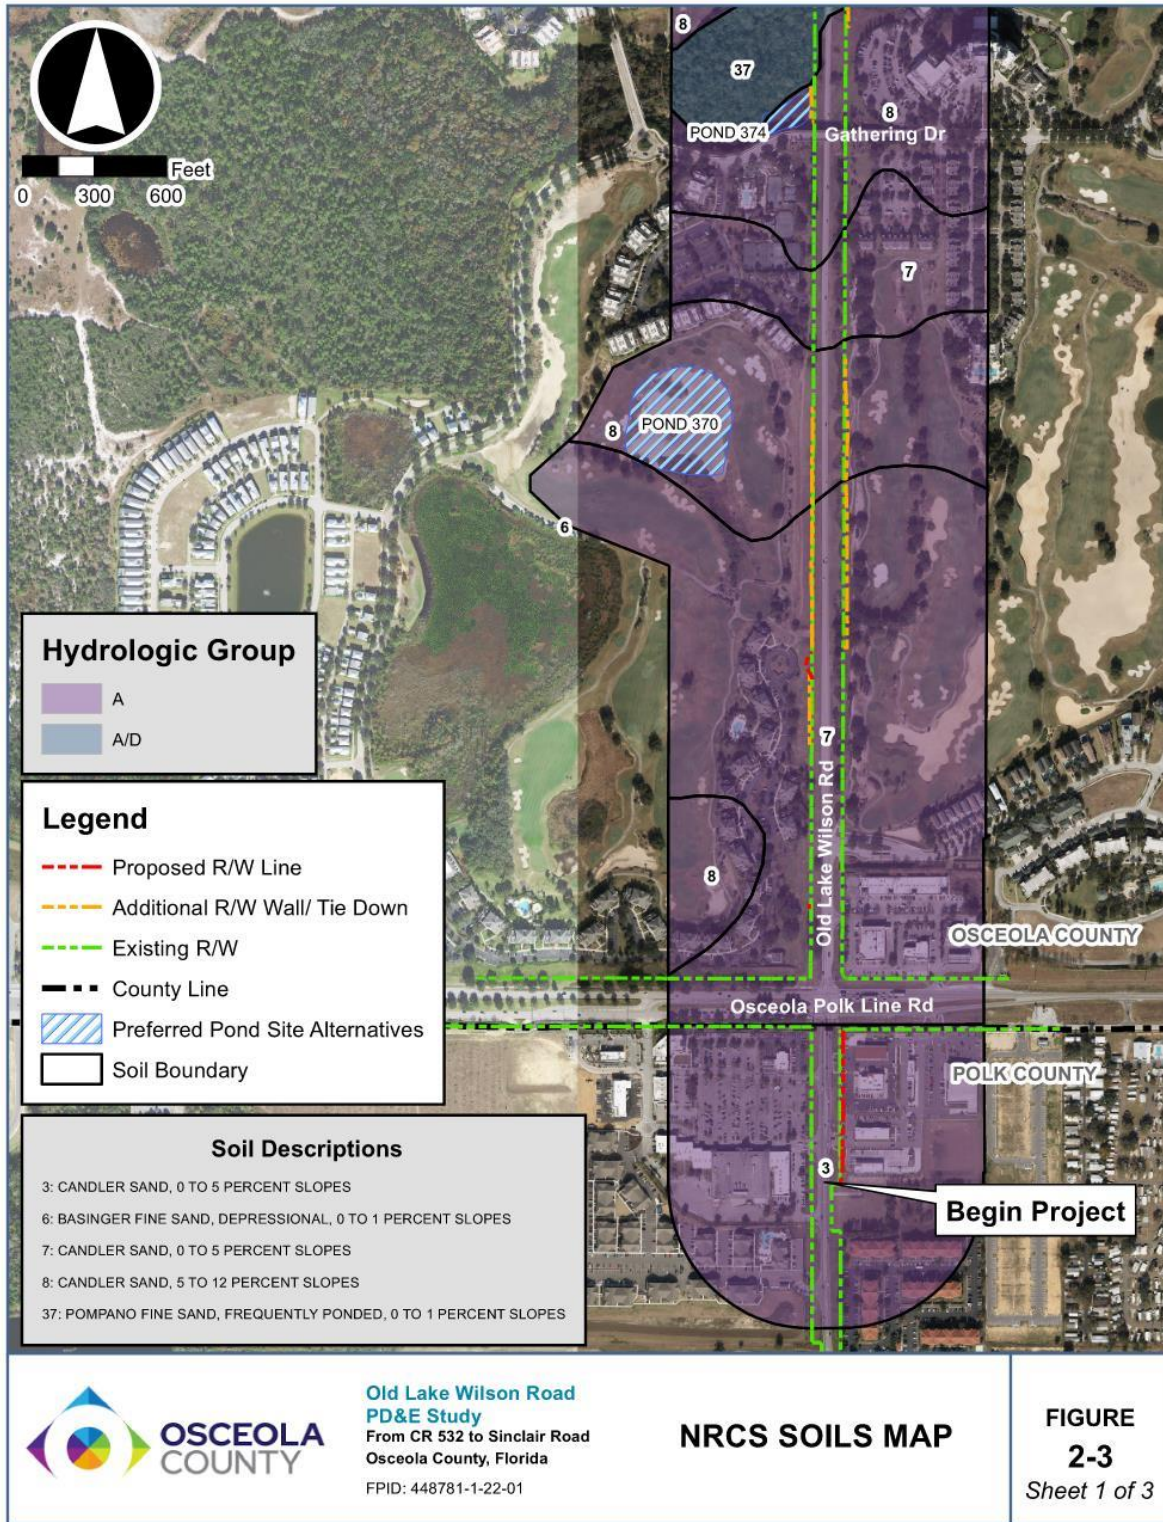 8
37
8
POND 374
Gathering Dr
Feet
0 300 600
7
POND 370
8
6
Hydrologic Group
A
A/D
7
Old Lake Wilson Rd
Legend
Proposed R/W Line
Additional R/W Wall/ Tie Down
Existing R/W
County Line
Preferred Pond Site Alternatives
Soil Boundary
8
OSCEOLA COUNTY
Osceola Polk Line Rd
POLK COUNTY
3
Begin Project
Soil Descriptions
3: CANDLER SAND, 0 TO 5 PERCENT SLOPES
6: BASINGER FINE SAND, DEPRESSIONAL, 0 TO 1 PERCENT SLOPES
7: CANDLER SAND, 0 TO 5 PERCENT SLOPES
8: CANDLER SAND, 5 TO 12 PERCENT SLOPES
37: POMPANO FINE SAND, FREQUENTLY PONDED, 0 TO 1 PERCENT SLOPES
OSCEOLA
COUNTY
Old Lake Wilson Road
PD&E Study
From CR 532 to Sinclair Road
Osceola County, Florida
FPID: 448781-1-22-01
NRCS SOILS MAP
FIGURE
2-3
Sheet 1 of 3